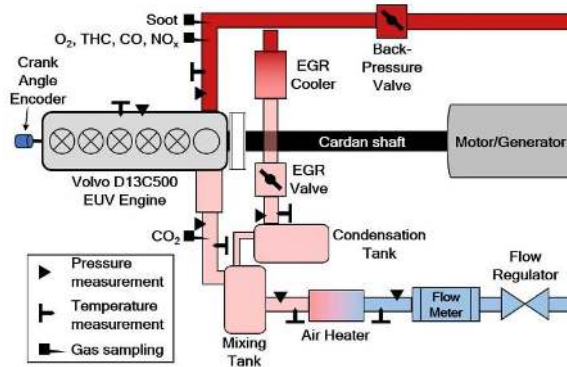 Soot
O₂, THC, CO, NOₓ
Crank
Angle
Encoder
EGR
Cooler
Back-
Pressure
Valve
Cardan shaft
Motor/Generator
Volvo D13C500
EUV Engine
EGR
Valve
CO₂
Condensation
Tank
Pressure
measurement
Temperature
measurement
Gas sampling
Mixing
Tank
Air Heater
Flow
Meter
Flow
Regulator